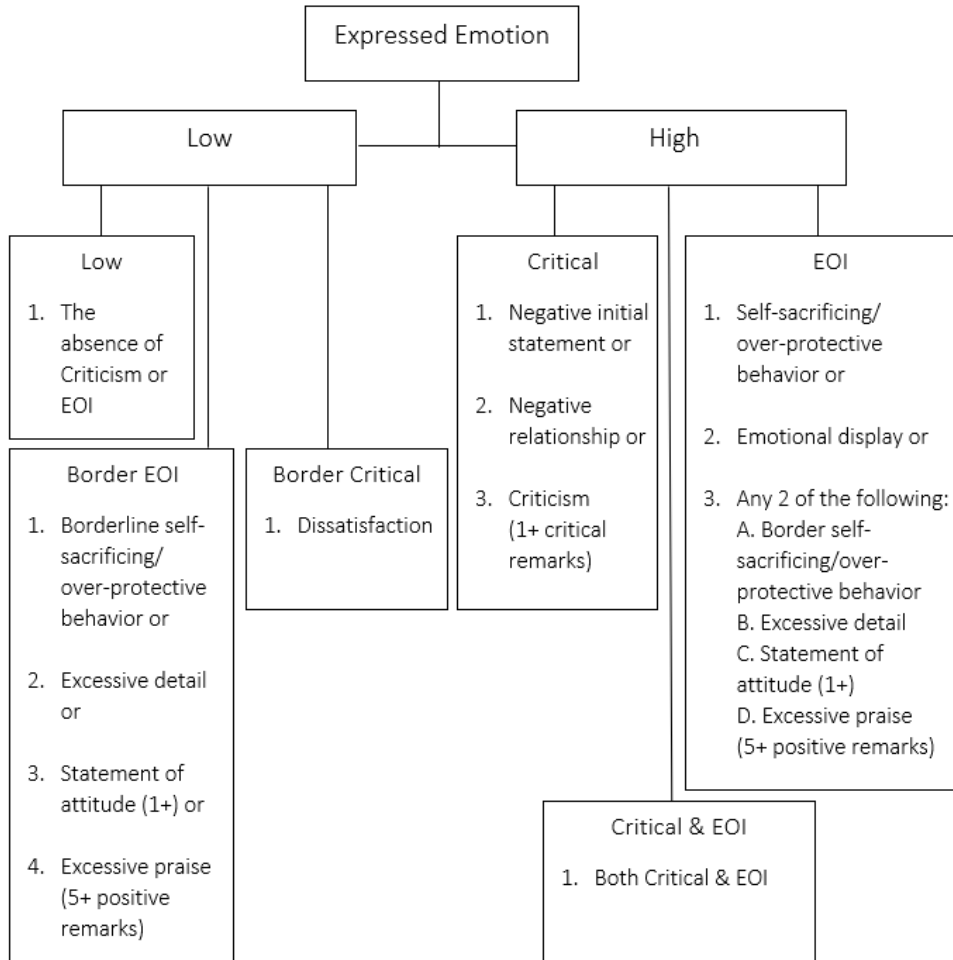 Expressed Emotion
Low
High
Low
1. The
absence of
Criticism or
EOI
Border EOI
1. Borderline self-
sacrificing/
over-protective
behavior or
2. Excessive detail
or
3. Statement of
attitude (1+) or
4. Excessive praise
(5+ positive
remarks)
Border Critical
1. Dissatisfaction
Critical
1. Negative initial
statement or
2. Negative
relationship or
3. Criticism
(1+ critical
remarks)
Critical & EOI
1. Both Critical & EOI
EOI
1. Self-sacrificing/
over-protective
behavior or
2. Emotional display or
3. Any 2 of the following:
A. Border self-
sacrificing/over-
protective behavior
B. Excessive detail
C. Statement of
attitude (1+)
D. Excessive praise
(5+ positive remarks)